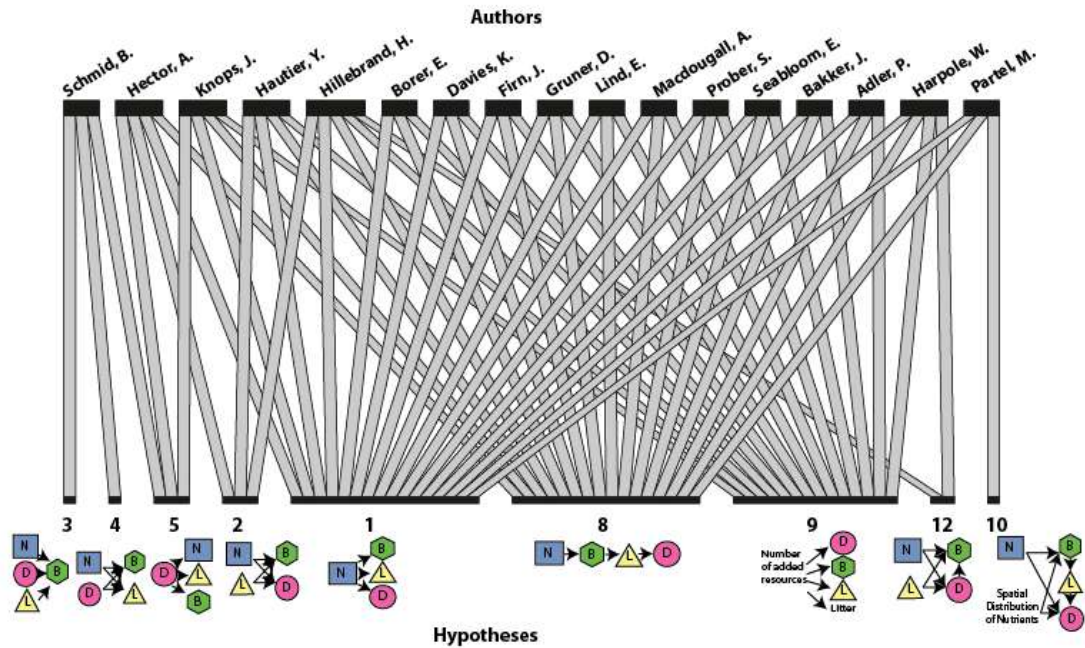 Authors
Schmid, B.
Hector, A.
Knops, J.
Hautier, Y.
Hillebrand, H.
Borer, E.
Davies, K.
Firn, J.
Gruner, D.
Lind, E.
Macdougall, A.
Prober, S.
Seabloom, E.
Bakker, J.
Adler, P.
Harpole, W.
Partel, M.
3 4 5 2 1 8 9 12 10
N
D
L
B
N
D
B
L
D
N
L
B
N
L
B
D
N
B
L
D
N B L D
Number
of added
resources
D
B
L
Litter
N
L
B
D
N
Spatial
Distribution
of Nutrients
B
L
D
Hypotheses